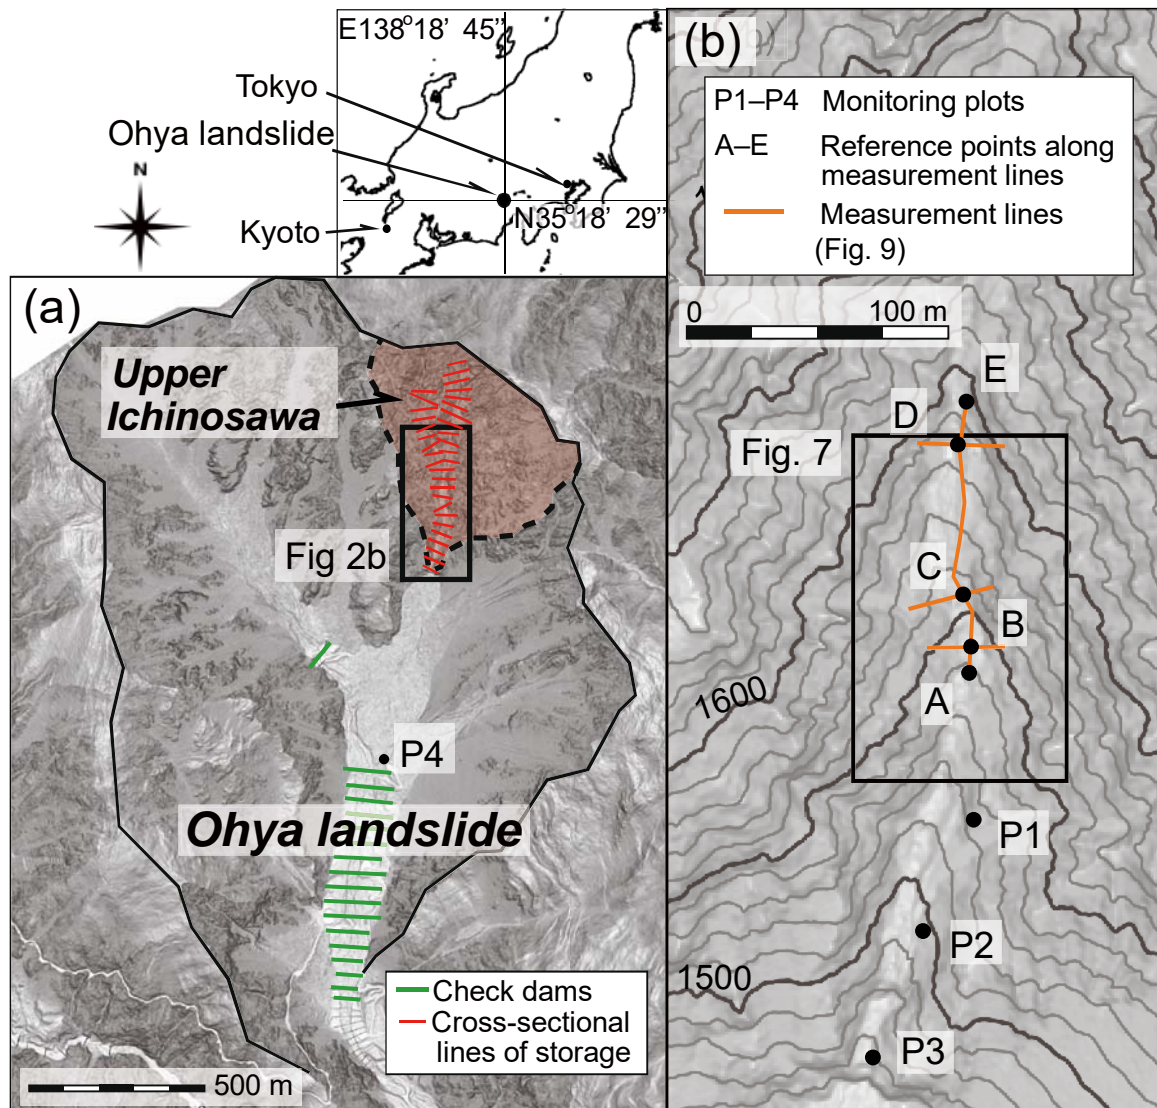 E138°18’ 45”
Tokyo
Ohya landslide
N
N35°18’ 29”
Kyoto
(a)
Upper
Ichinosawa
Fig 2b
P4
Ohya landslide
Check dams
Cross-sectional
lines of storage
500 m
(b)
P1–P4 Monitoring plots
A–E Reference points along
measurement lines
Measurement lines
(Fig. 9)
0 100 m
E
D
Fig. 7
C
B
A
1600
P1
P2
1500
P3